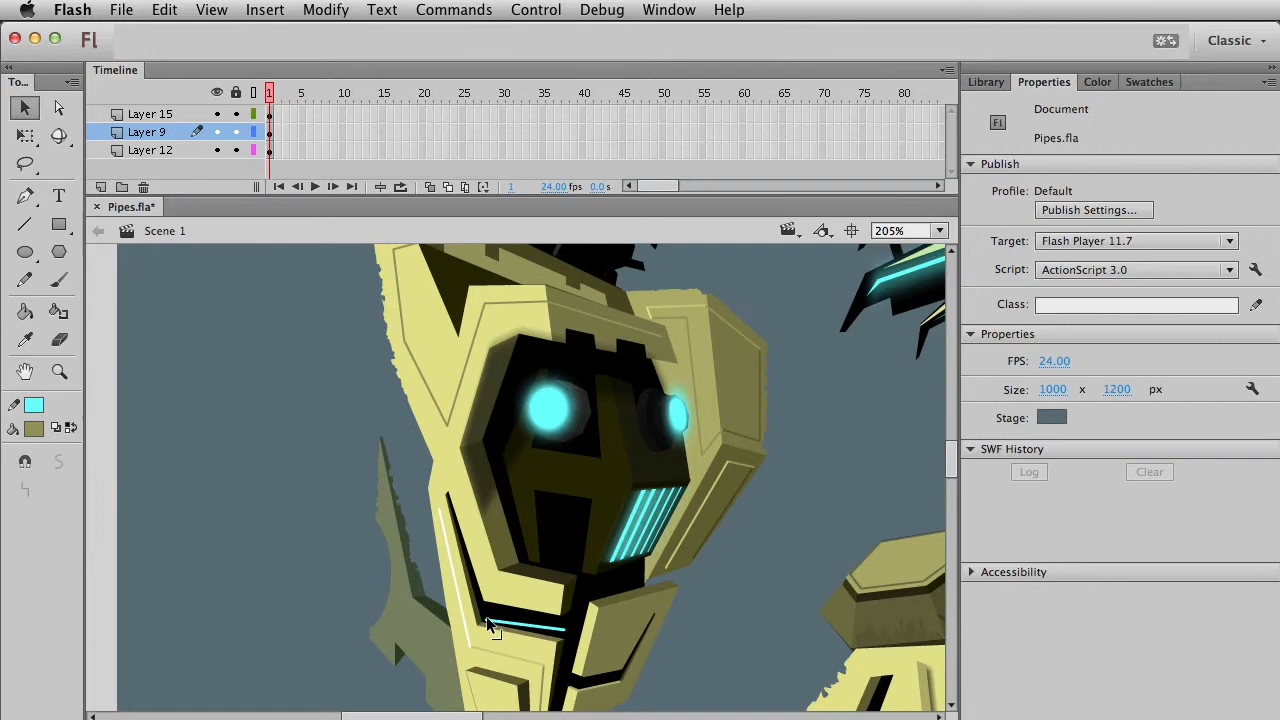 Flash File Edit View Insert Modify Text Commands Control Debug Window Help
Fl Classic
To... Timeline Library Properties Color Swatches
1 5 10 15 20 25 30 35 40 45 50 55 60 65 70 75 80
Layer 15
Layer 9
Layer 12
1 24.00 fps 0.0 s
Pipes.fla*
Scene 1 205%
Document
Fl
Pipes.fla
Publish
Profile: Default
Publish Settings...
Target: Flash Player 11.7
Script: ActionScript 3.0
Class:
Properties
FPS: 24.00
Size: 1000 x 1200 px
Stage:
SWF History
Log Clear
Accessibility
T